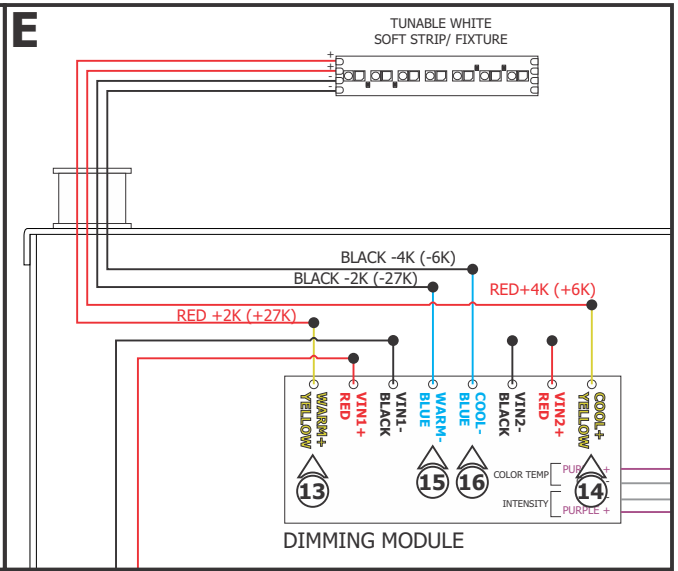 E
TUNABLE WHITE
SOFT STRIP/ FIXTURE
+
+
-
-
BLACK -4K (-6K)
BLACK -2K (-27K)
RED+4K (+6K)
RED +2K (+27K)
WARM+
YELLOW
VIN1+
RED
VIN1-
BLACK
WARM-
BLUE
COOL-
BLUE
VIN2-
BLACK
VIN2+
RED
COOL+
YELLOW
13
15
16
14
COLOR TEMP
+
-
INTENSITY
-
PURPLE +
DIMMING MODULE